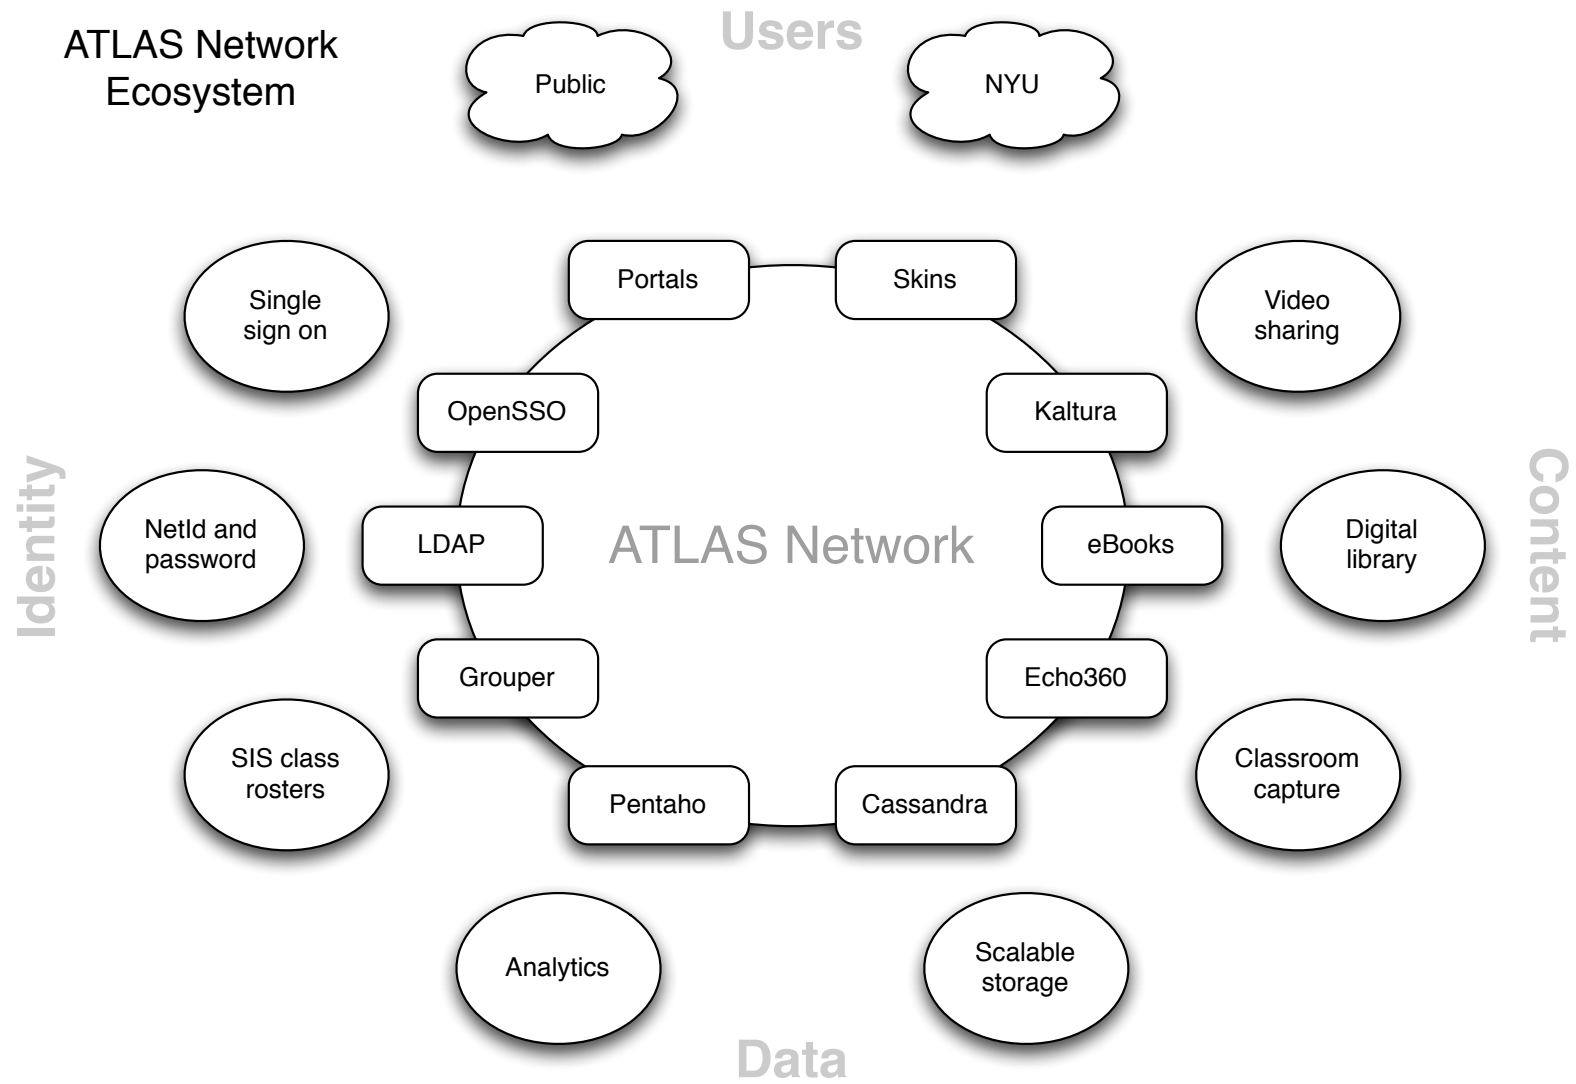 ATLAS Network
Ecosystem
Users
Public
NYU
Portals
Skins
Single
sign on
Video
sharing
OpenSSO
Kaltura
Identity
NetId and
password
LDAP
ATLAS Network
eBooks
Digital
library
Content
Grouper
Echo360
SIS class
rosters
Classroom
capture
Pentaho
Cassandra
Analytics
Scalable
storage
Data